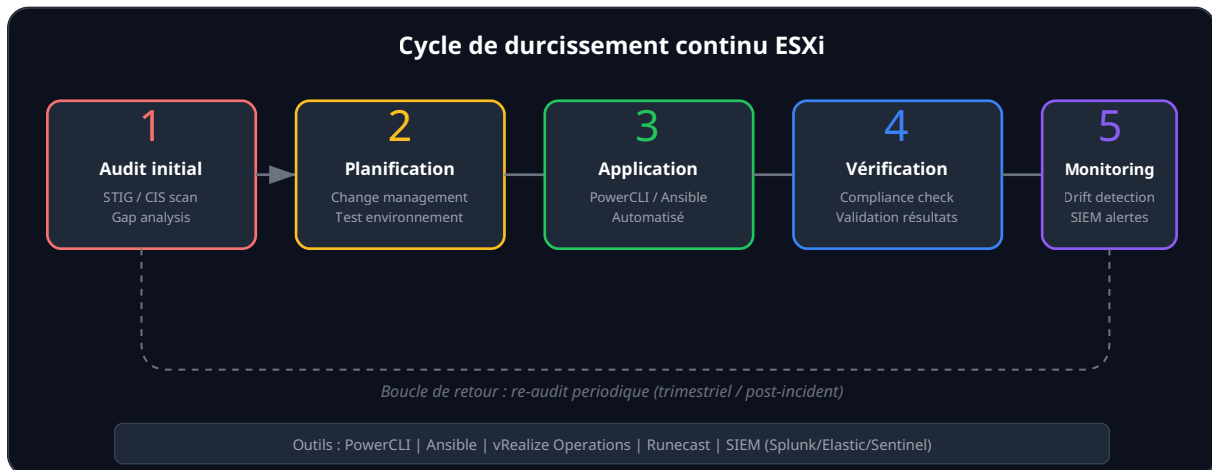 Cycle de durcissement continu ESXi
1
Audit initial
STIG / CIS scan
Gap analysis
2
Planification
Change management
Test environnement
3
Application
PowerCLI / Ansible
Automatisé
4
Vérification
Compliance check
Validation résultats
5
Monitoring
Drift detection
SIEM alertes
Boucle de retour : re-audit periodique (trimestriel / post-incident)
Outils : PowerCLI | Ansible | vRealize Operations | Runecast | SIEM (Splunk/Elastic/Sentinel)